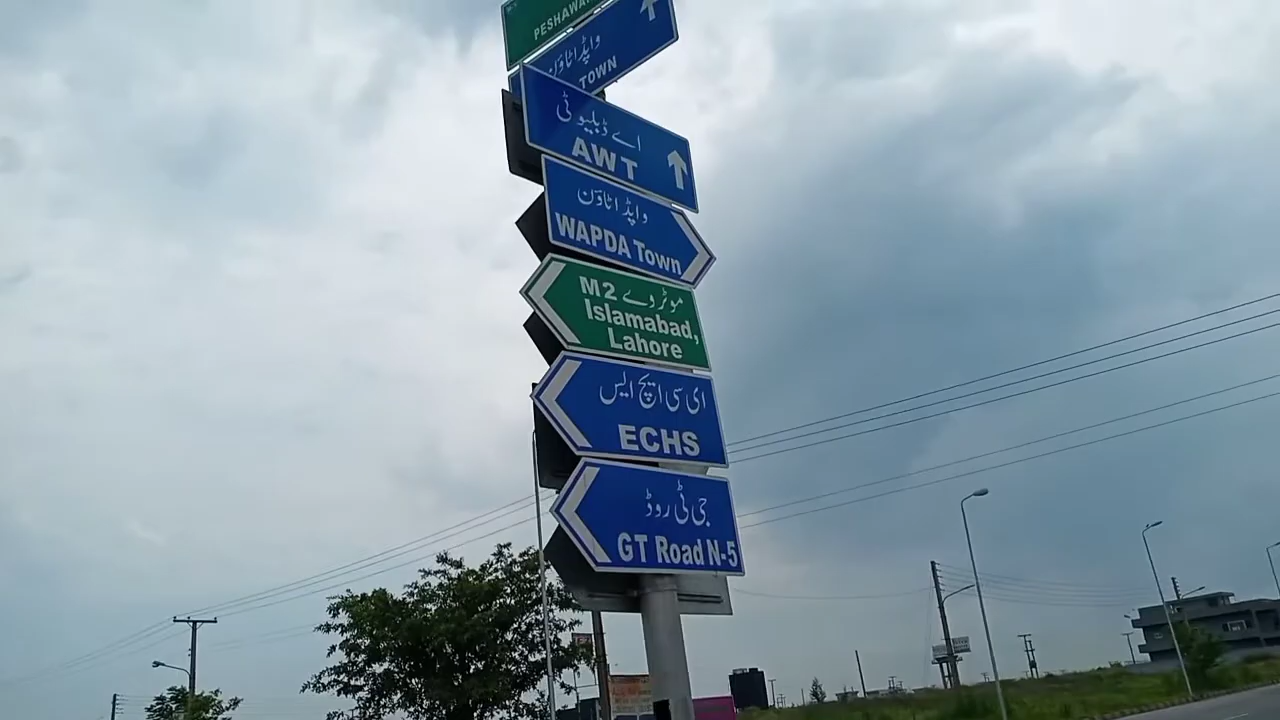 PESHAWAR
واپڈا ٹاؤن
TOWN
اے ڈبلیو ٹی
AWT
واپڈا ٹاؤن
WAPDA Town
M2 موٹروے
Islamabad,
Lahore
ای سی ایچ ایس
ECHS
جی ٹی روڈ
GT Road N-5